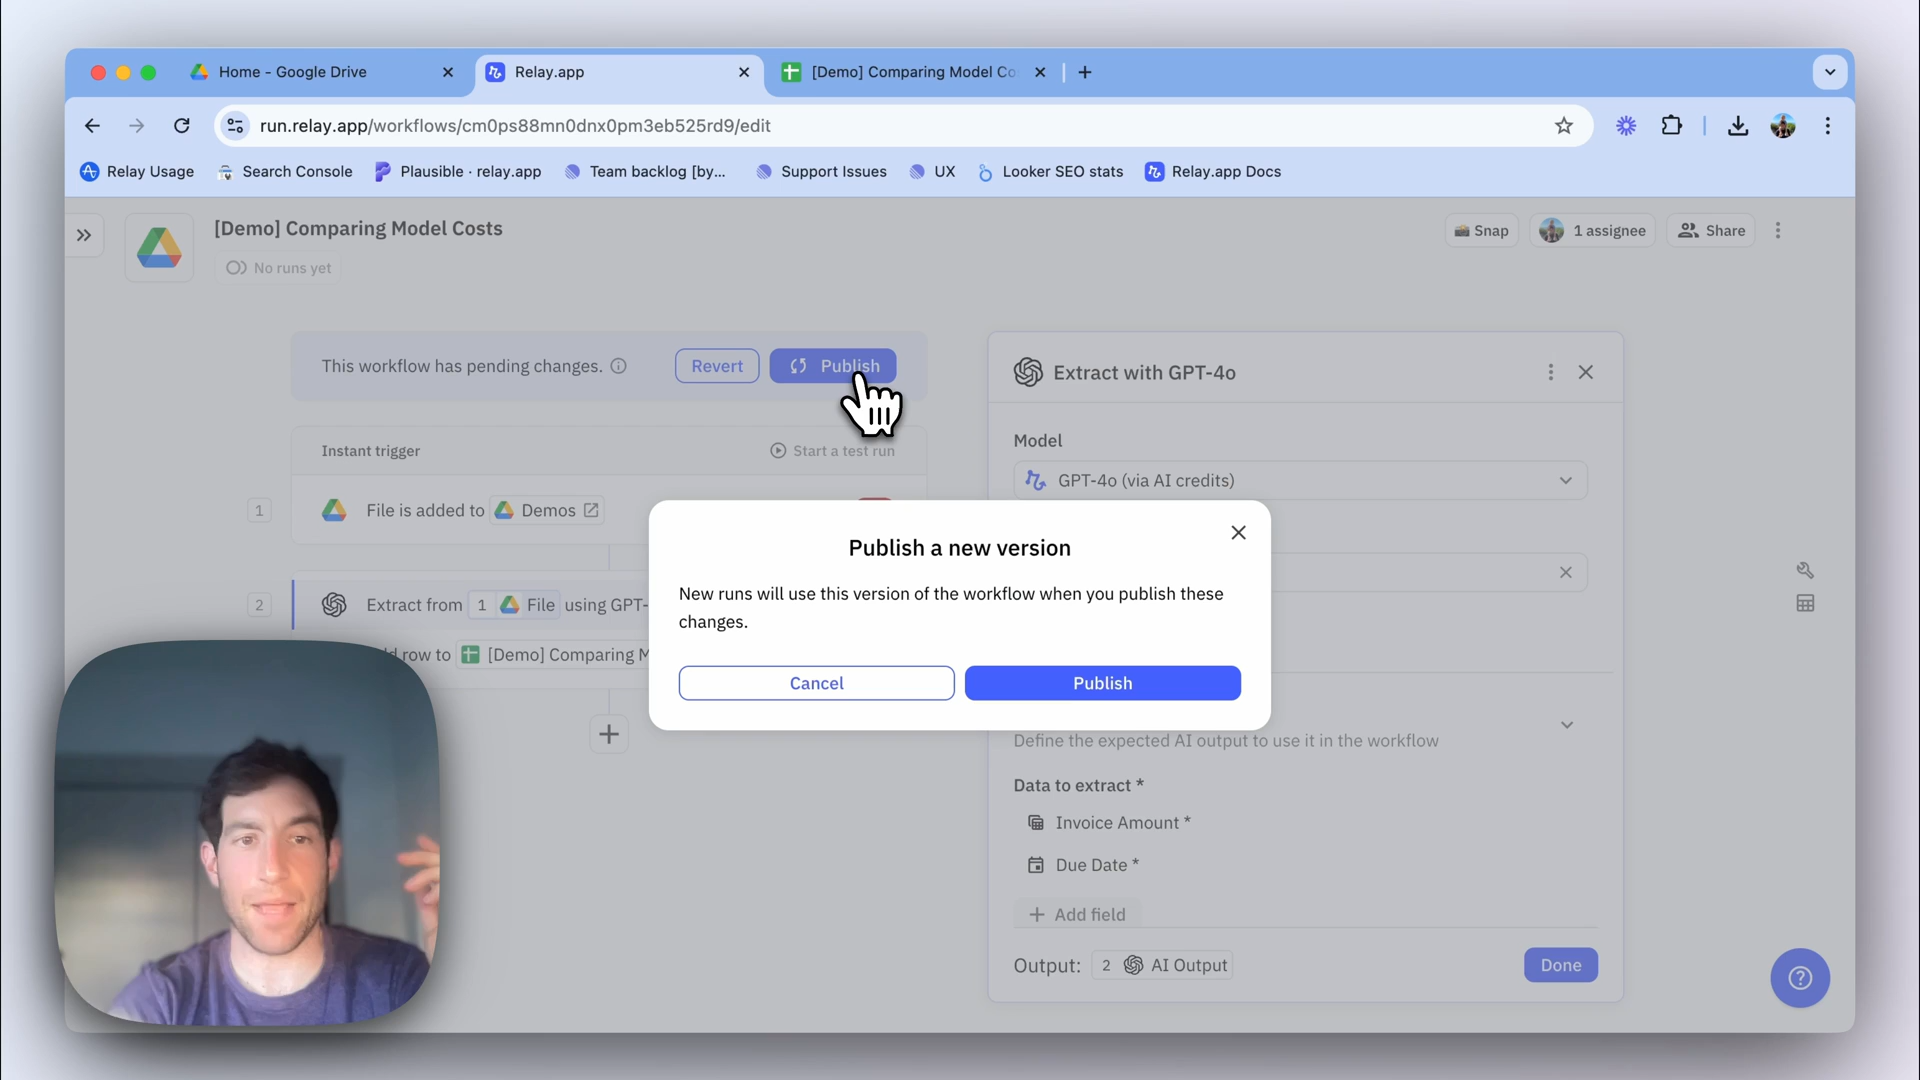 Home - Google Drive
Relay.app
[Demo] Comparing Model Co
run.relay.app/workflows/cm0ps88mn0dnx0pm3eb525rd9/edit
Relay Usage
Search Console
Plausible · relay.app
Team backlog [by...
Support Issues
UX
Looker SEO stats
Relay.app Docs
[Demo] Comparing Model Costs
No runs yet
Snap
1 assignee
Share
This workflow has pending changes.
Revert
Publish
Instant trigger
Start a test run
1
File is added to
Demos
2
Extract from 1 File using GPT-
row to [Demo] Comparing M
Extract with GPT-4o
Model
GPT-4o (via AI credits)
Publish a new version
New runs will use this version of the workflow when you publish these
changes.
Cancel
Publish
Define the expected AI output to use it in the workflow
Data to extract *
Invoice Amount *
Due Date *
Add field
Output: 2 AI Output
Done